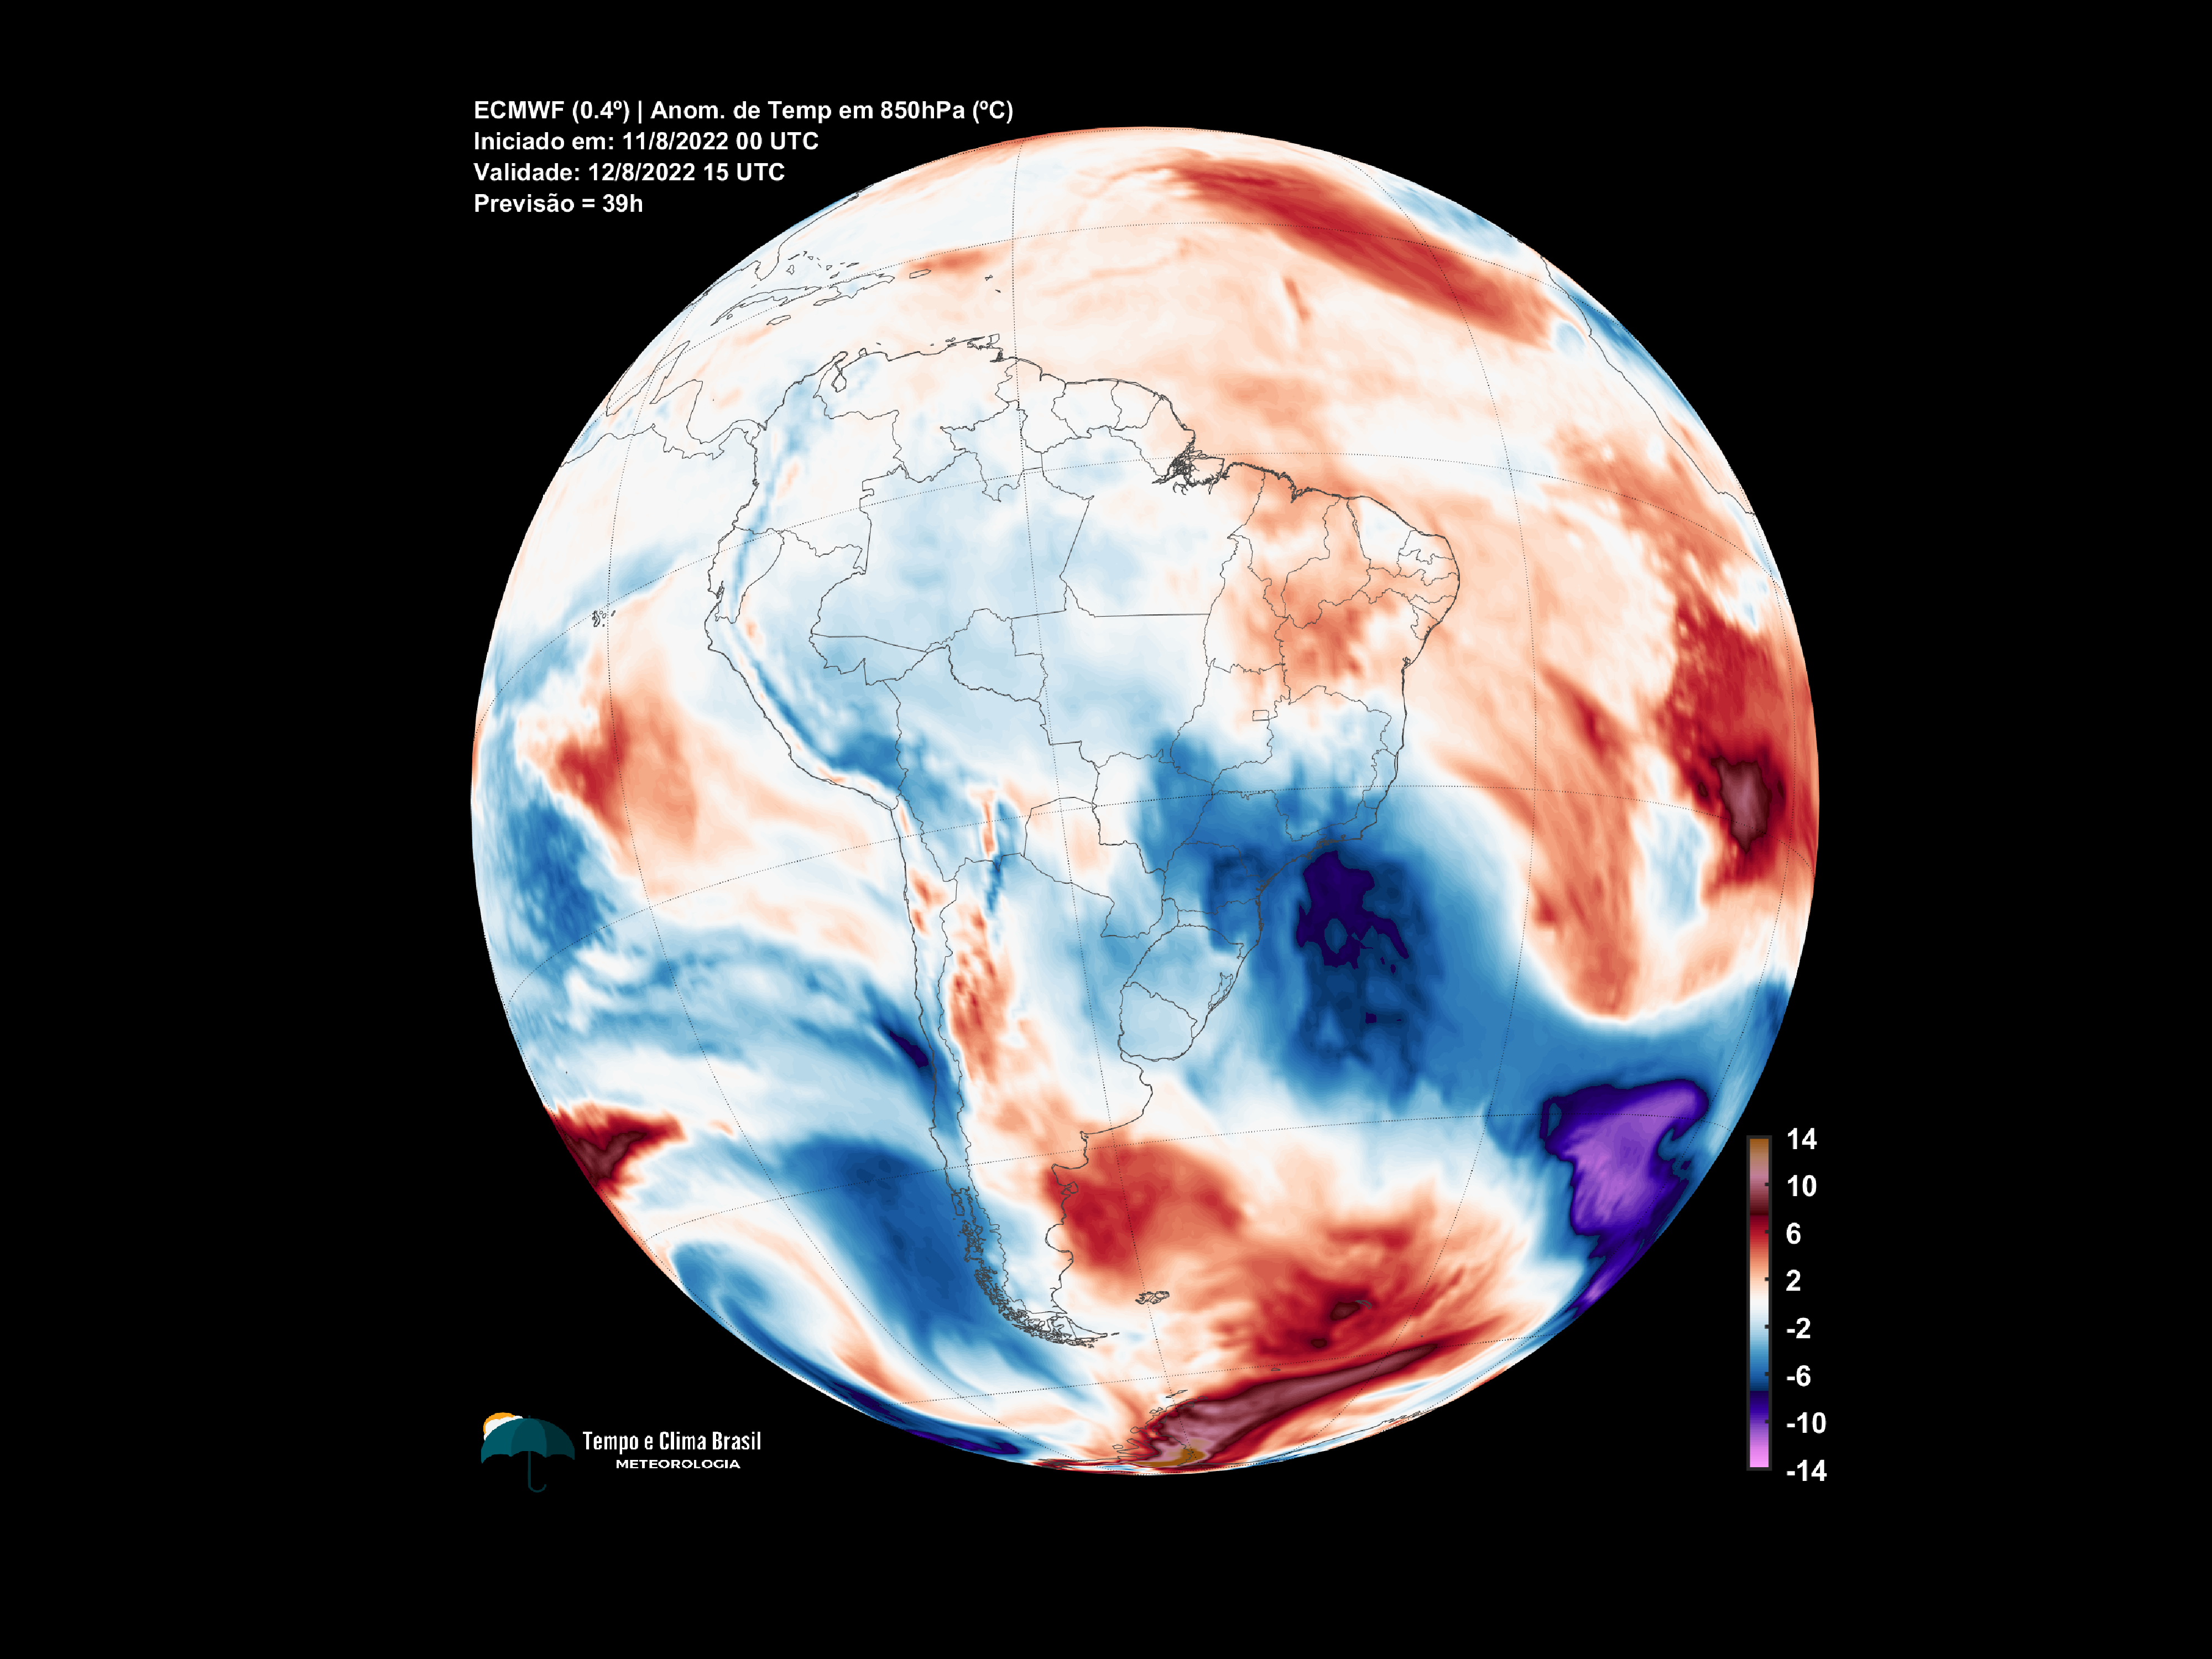 ECMWF (0.4º) | Anom. de Temp em 850hPa (ºC)
Iniciado em: 11/8/2022 00 UTC
Validade: 12/8/2022 15 UTC
Previsão = 39h
14
10
6
2
-2
-6
-10
-14
Tempo e Clima Brasil
METEOROLOGIA